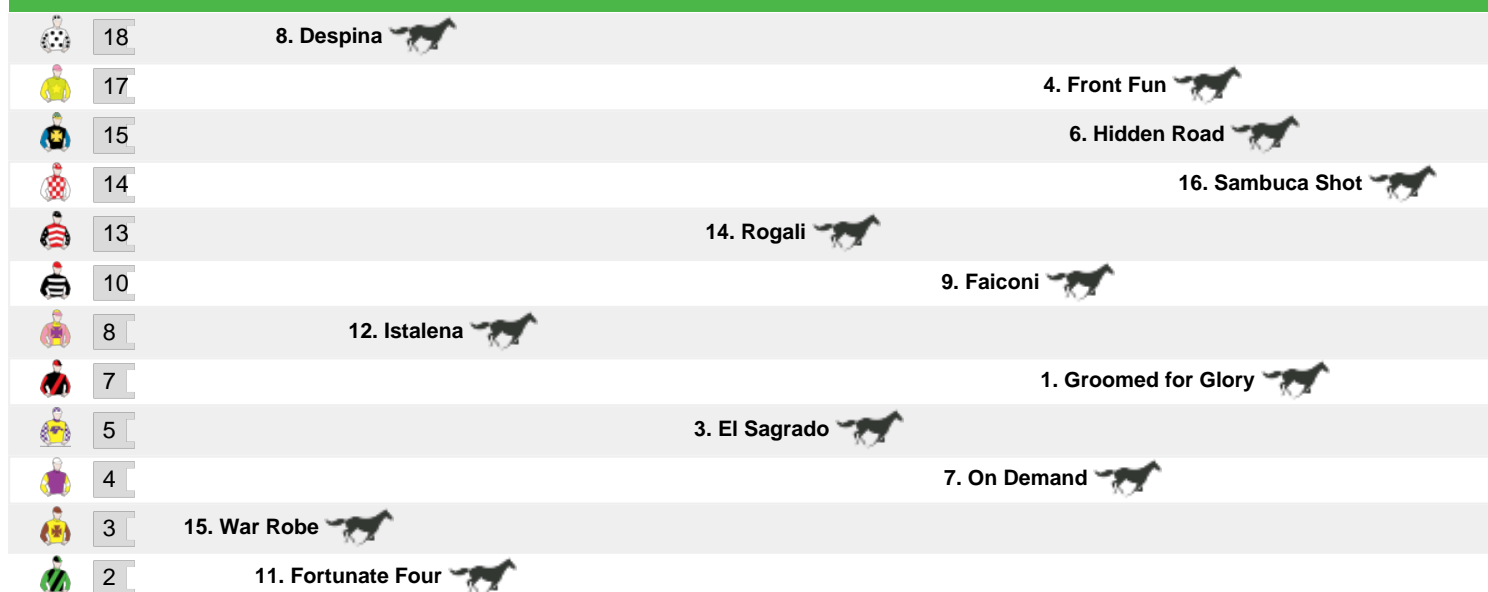 18 8. Despina
17 4. Front Fun
15 6. Hidden Road
14 16. Sambuca Shot
13 14. Rogali
10 9. Faiconi
8 12. Istalena
7 1. Groomed for Glory
5 3. El Sagrado
4 7. On Demand
3 15. War Robe
2 11. Fortunate Four